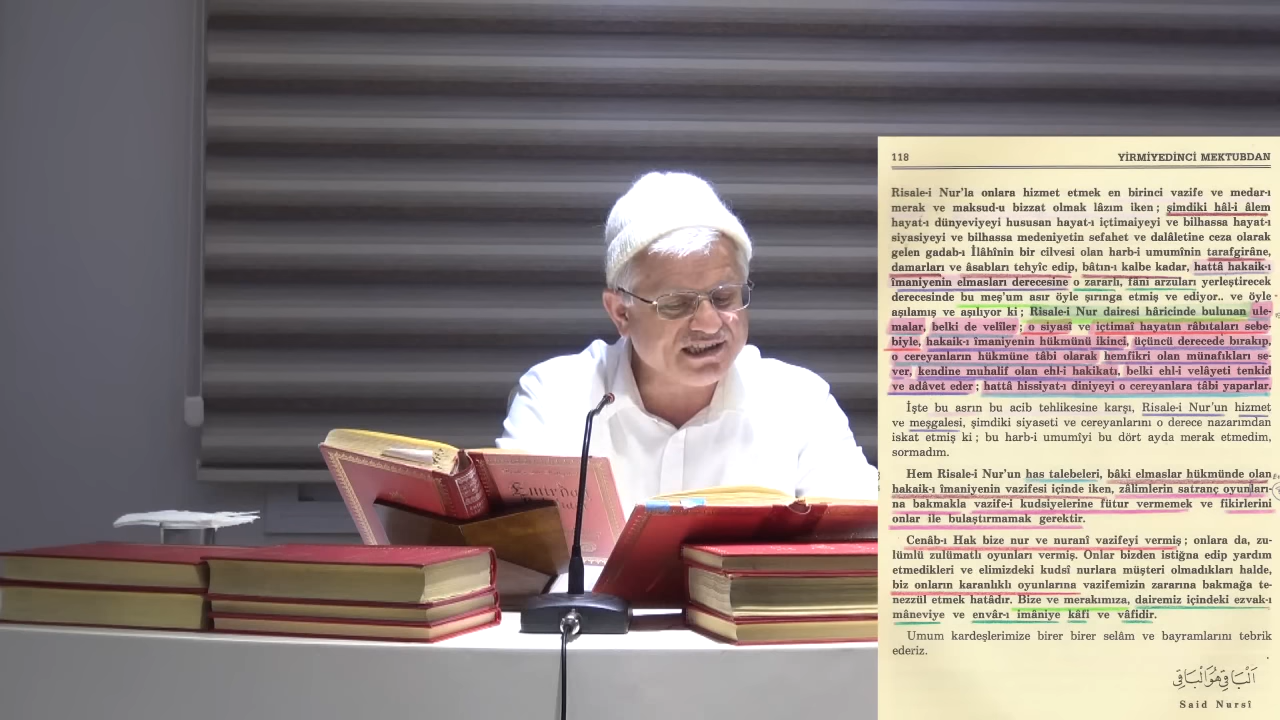 118 YİRMİYEDİNCİ MEKTUBDAN
Risale-i Nur'la onlara hizmet etmek en birinci vazife ve medar-ı
merak ve maksud-u bizzat olmak lâzım iken ; şimdiki hâl-i âlem
hayat-ı dünyeviyeyi hususan hayat-ı içtimaiyeyi ve bilhassa hayat-ı
siyasiyeyi ve bilhassa medeniyetin sefahet ve dalâletine ceza olarak
gelen gadab-ı İlâhînin bir cilvesi olan harb-i umumînin tarafgirâne,
damarları ve âsabları tehyîc edip, bâtın-ı kalbe kadar, hattâ hakaik-ı
îmaniyenin elmasları derecesine o zararlı, fâni arzuları yerleştirecek
derecesinde bu meş'um asır öyle şırınga etmiş ve ediyor.. ve öyle
aşılamış ve aşılıyor ki ; Risale-i Nur dairesi hâricinde bulunan ule-
malar, belki de velîler ; o siyasî ve içtimaî hayatın râbıtaları sebe-
biyle, hakaik-ı îmaniyenin hükmünü ikinci, üçüncü derecede bırakıp,
o cereyanların hükmüne tâbi olarak hemfikri olan münafıkları se-
ver, kendine muhalif olan ehl-i hakikatı, belki ehl-i velâyeti tenkid
ve adâvet eder ; hattâ hissiyat-ı diniyeyi o cereyanlara tâbi yaparlar.
İşte bu asrın bu acib tehlikesine karşı, Risale-i Nur'un hizmet
ve meşgalesi, şimdiki siyaseti ve cereyanlarını o derece nazarımdan
iskat etmiş ki ; bu harb-i umumîyi bu dört ayda merak etmedim,
sormadım.
Hem Risale-i Nur'un has talebeleri, bâki elmaslar hükmünde olan
hakaik-ı îmaniyenin vazifesi içinde iken, zâlimlerin satranç oyunları-
na bakmakla vazife-i kudsiyelerine fütur vermemek ve fikirlerini
onlar ile bulaştırmamak gerektir.
Cenâb-ı Hak bize nur ve nuranî vazifeyi vermiş ; onlara da, zu-
lümlü zulümatlı oyunları vermiş. Onlar bizden istiğna edip yardım
etmedikleri ve elimizdeki kudsî nurlara müşteri olmadıkları halde,
biz onların karanlıklı oyunlarına vazifemizin zararına bakmağa te-
nezzül etmek hatâdır. Bize ve merakımıza, dairemiz içindeki ezvak-ı
mâneviye ve envâr-ı imâniye kâfi ve vâfidir.
Umum kardeşlerimize birer birer selâm ve bayramlarını tebrik
ederiz.
اَلْبَاقِي هُوَ الْبَاقِي
Said Nursî